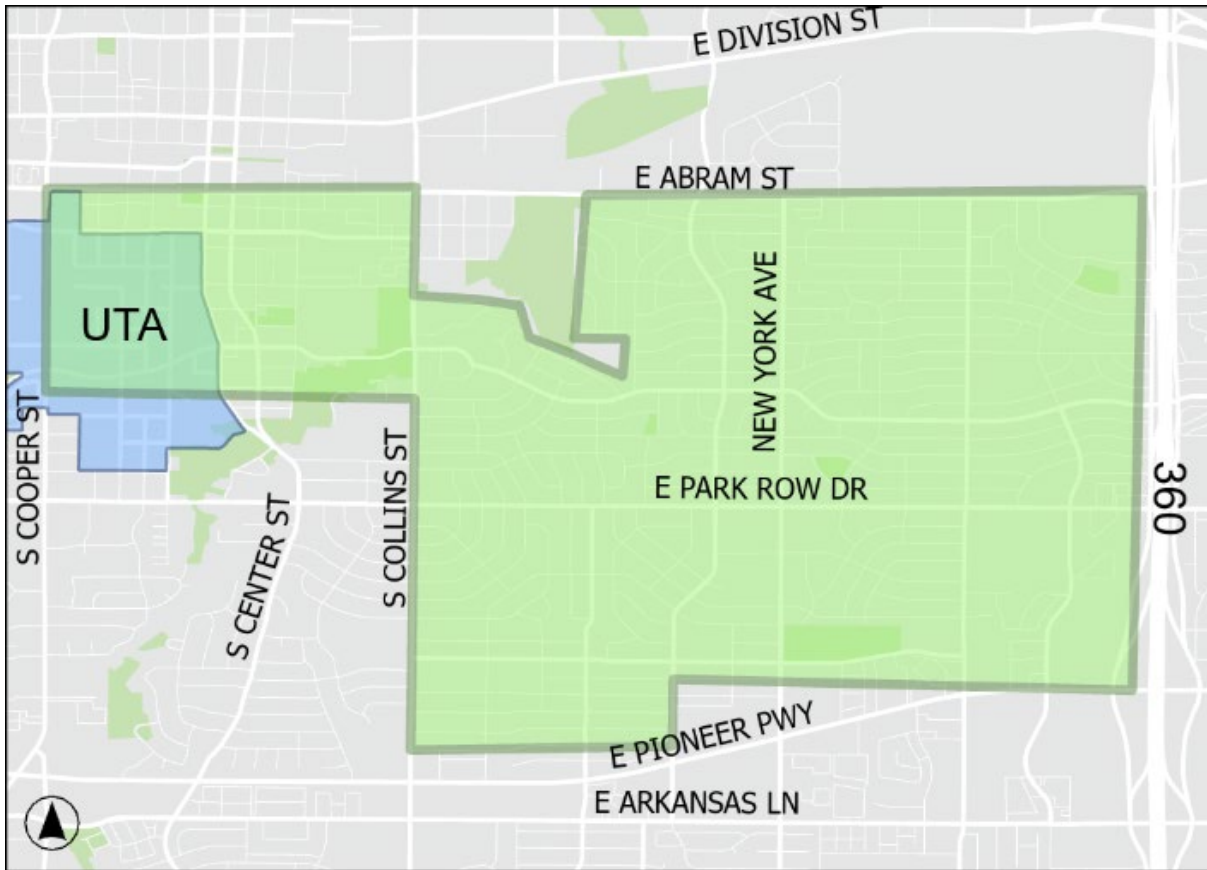 E DIVISION ST
E ABRAM ST
UTA
NEW YORK AVE
S COOPER ST
S COLLINS ST
E PARK ROW DR
360
S CENTER ST
E PIONEER PWY
E ARKANSAS LN